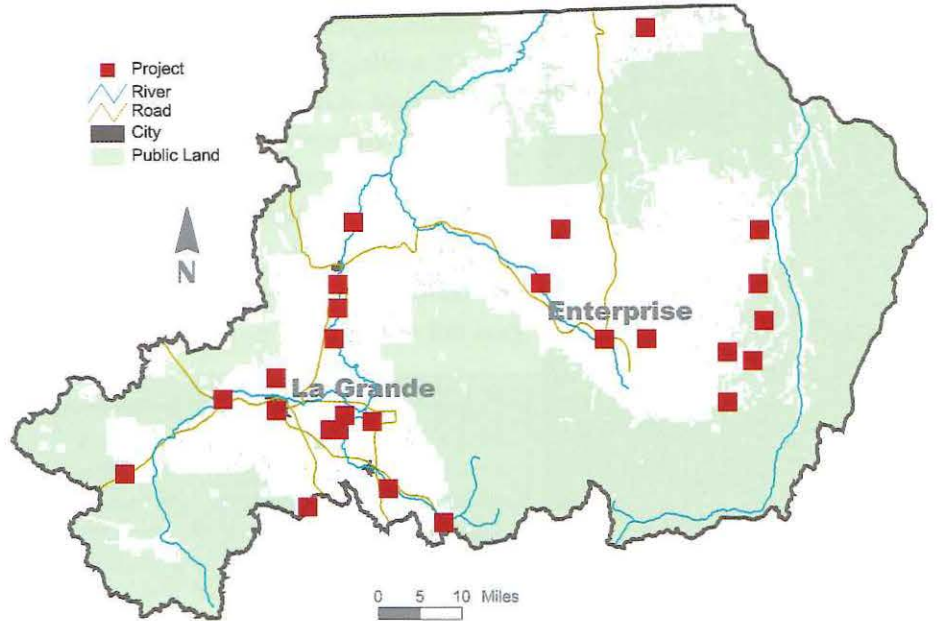 Project
River
Road
City
Public Land
N
Enterprise
La Grande
0 5 10 Miles